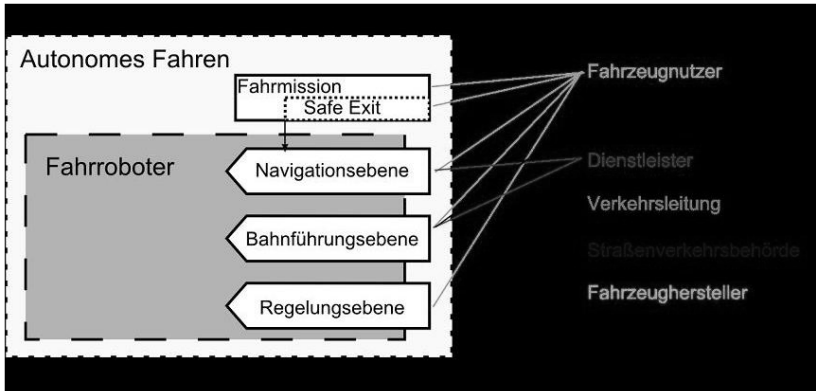 Autonomes Fahren
Fahrmission
Safe Exit
Fahrroboter
Navigationsebene
Bahnführungsebene
Regelungsebene
Fahrzeugnutzer
Dienstleister
Verkehrsleitung
Straßenverkehrsbehörde
Fahrzeughersteller